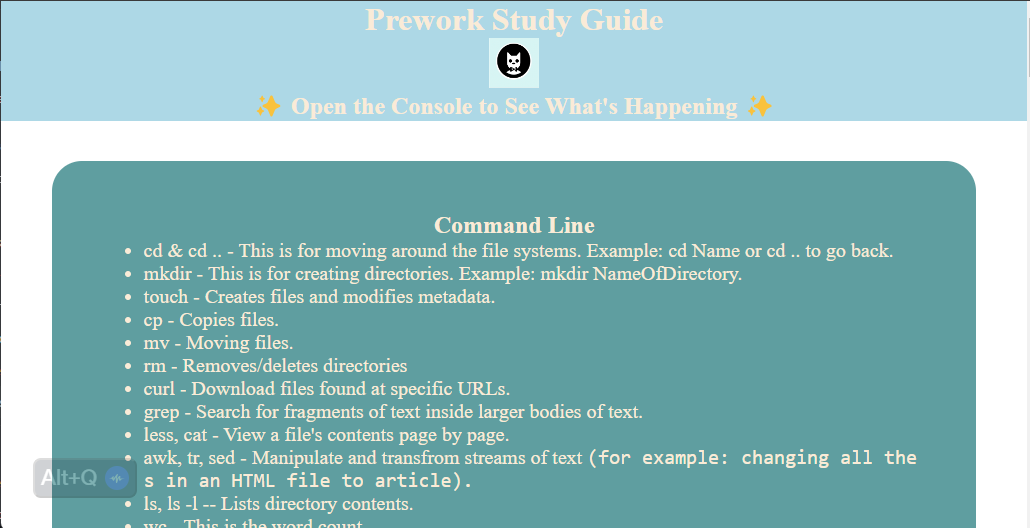 Prework Study Guide
✨ Open the Console to See What's Happening ✨
Command Line
• cd & cd .. - This is for moving around the file systems. Example: cd Name or cd .. to go back.
• mkdir - This is for creating directories. Example: mkdir NameOfDirectory.
• touch - Creates files and modifies metadata.
• cp - Copies files.
• mv - Moving files.
• rm - Removes/deletes directories
• curl - Download files found at specific URLs.
• grep - Search for fragments of text inside larger bodies of text.
• less, cat - View a file's contents page by page.
• awk, tr, sed - Manipulate and transfrom streams of text (for example: changing all the
s in an HTML file to article).
Alt+Q
• ls, ls -l -- Lists directory contents.
• wc - This is the word count